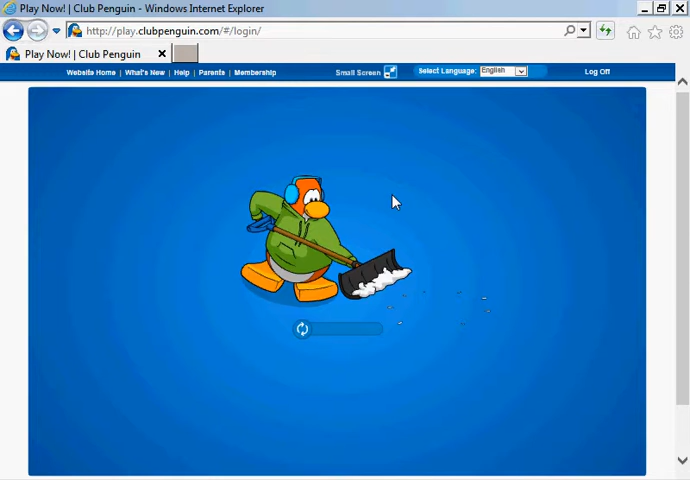 Play Now! | Club Penguin - Windows Internet Explorer
http://play.clubpenguin.com/#/login/
Play Now! | Club Penguin
Website Home | What's New | Help | Parents | Membership
Small Screen
Select Language: English
Log Off